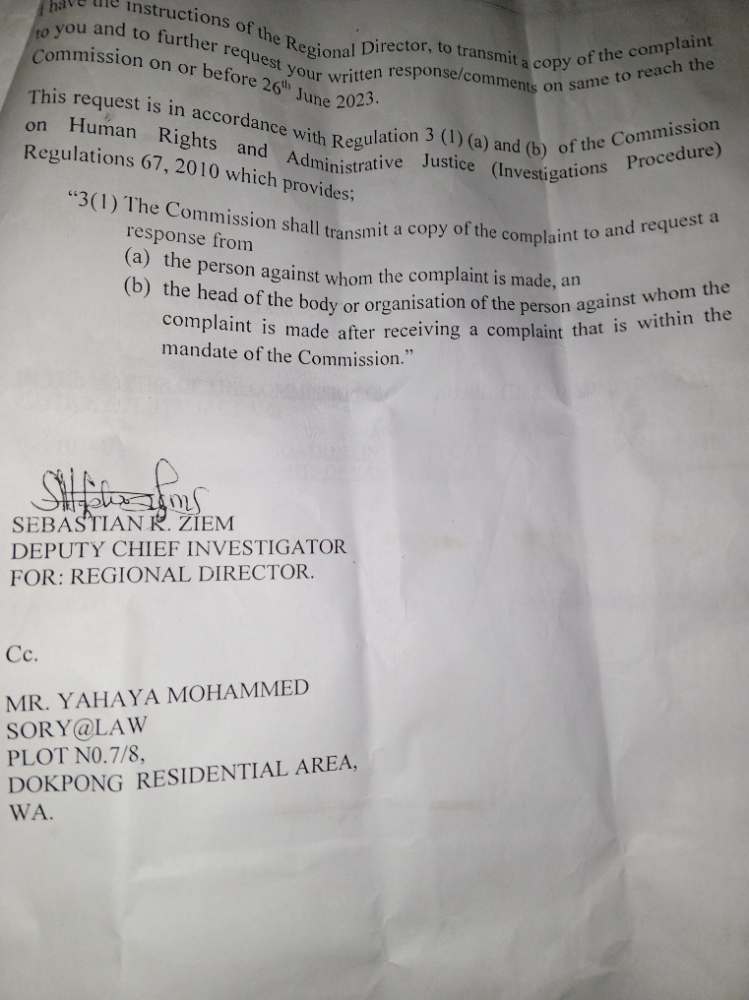 I have the instructions of the Regional Director, to transmit a copy of the complaint
to you and to further request your written response/comments on same to reach the
Commission on or before 26th June 2023.
This request is in accordance with Regulation 3 (1) (a) and (b) of the Commission
on Human Rights and Administrative Justice (Investigations Procedure)
Regulations 67, 2010 which provides;
“3(1) The Commission shall transmit a copy of the complaint to and request a
response from
(a) the person against whom the complaint is made, an
(b) the head of the body or organisation of the person against whom the
complaint is made after receiving a complaint that is within the
mandate of the Commission.”
SEBASTIAN K. ZIEM
DEPUTY CHIEF INVESTIGATOR
FOR: REGIONAL DIRECTOR.
Cc.
MR. YAHAYA MOHAMMED
SORY@LAW
PLOT N0.7/8,
DOKPONG RESIDENTIAL AREA,
WA.